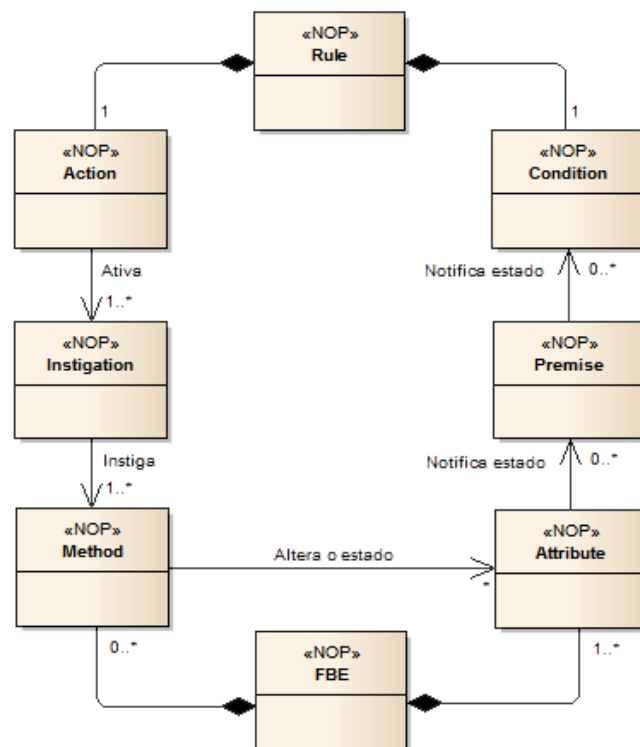 «NOP»
Rule
1
1
«NOP»
Action
«NOP»
Condition
Ativa
1..*
Notifica estado
0..*
«NOP»
Instigation
«NOP»
Premise
Instiga
1..*
Notifica estado
0..*
«NOP»
Method
Altera o estado
*
«NOP»
Attribute
0..*
1..*
«NOP»
FBE